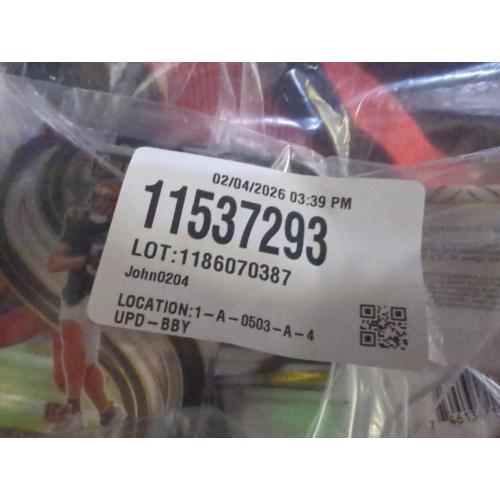 02/04/2026 03:39 PM
11537293
LOT:1186070387
John0204
LOCATION:1-A-0503-A-4
UPD-BBY